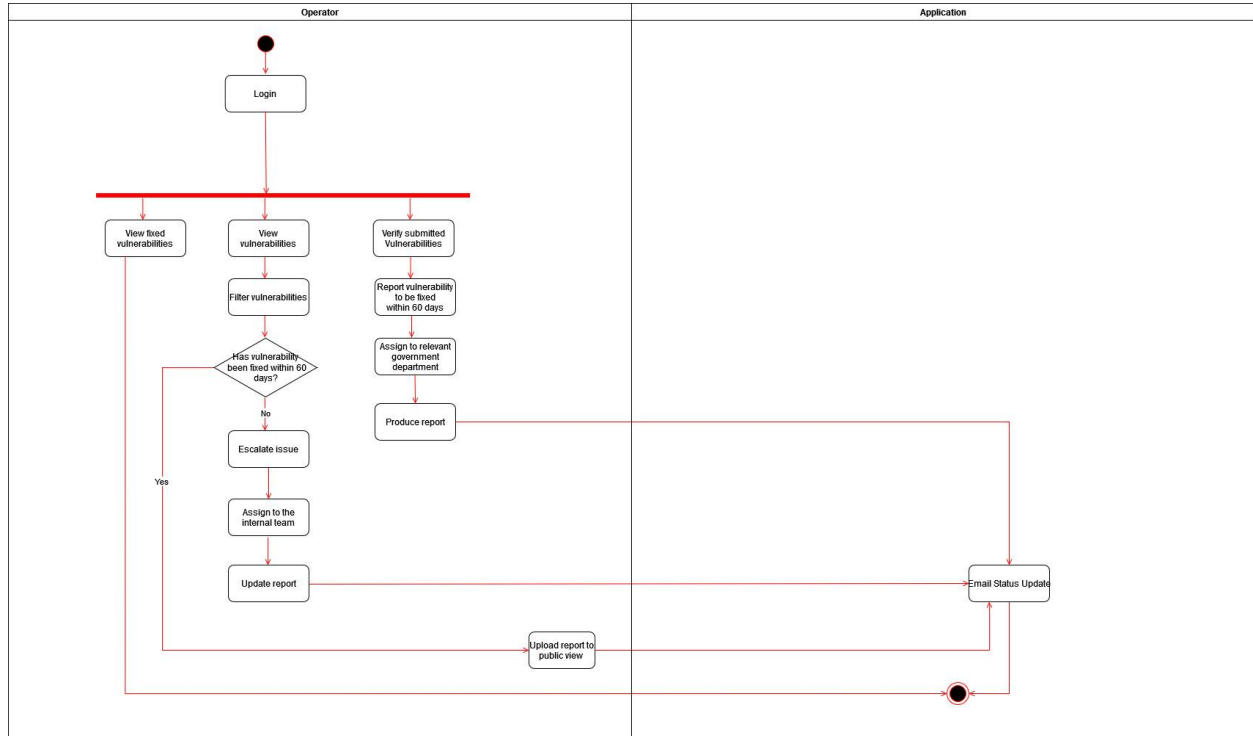 Operator
Application
Login
View fixed
vulnerabilities
View
vulnerabilities
Verify submitted
Vulnerabilities
Filter vulnerabilities
Report vulnerability
to be fixed
within 60 days
Has vulnerability
been fixed within 60
days?
Assign to relevant
government
department
No
Produce report
Escalate issue
Yes
Assign to the
internal team
Update report
Email Status Update
Upload report to
public view